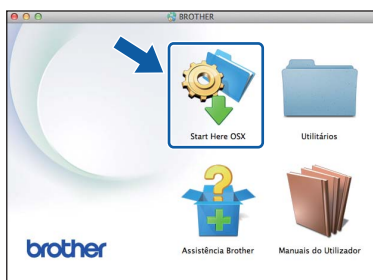 BROTHER
Start Here OSX
Utilitários
Assistência Brother
Manuais do Utilizador
brother